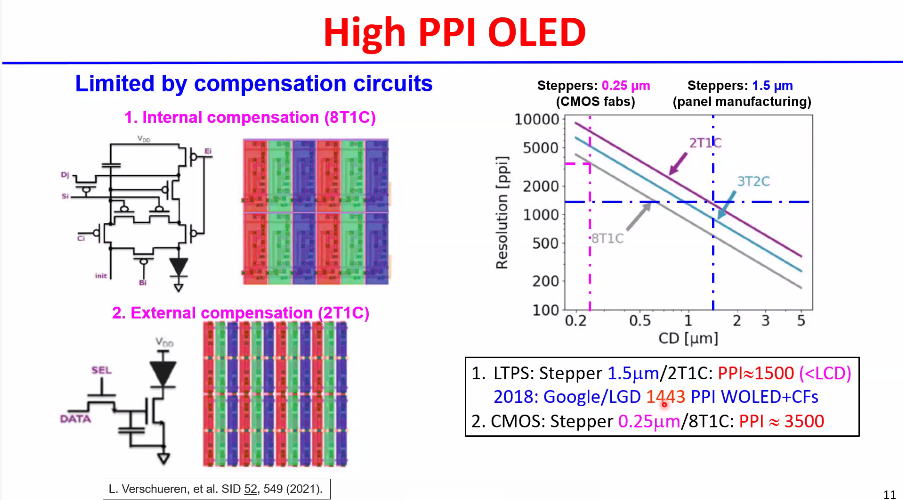 High PPI OLED
Limited by compensation circuits
1. Internal compensation (8T1C)
VDD
Ei
Dj
Si
Ci
init
Bi
2. External compensation (2T1C)
VDD
SEL
DATA
L. Verschueren, et al. SID 52, 549 (2021).
Steppers: 0.25 µm
(CMOS fabs)
Steppers: 1.5 µm
(panel manufacturing)
Resolution [ppi]
10000
5000
2000
1000
500
200
100
2T1C
3T2C
8T1C
0.2 0.5 1 2 3 5
CD [µm]
1. LTPS: Stepper 1.5µm/2T1C: PPI≈1500 (<LCD)
2018: Google/LGD 1443 PPI WOLED+CFs
2. CMOS: Stepper 0.25µm/8T1C: PPI ≈ 3500
11